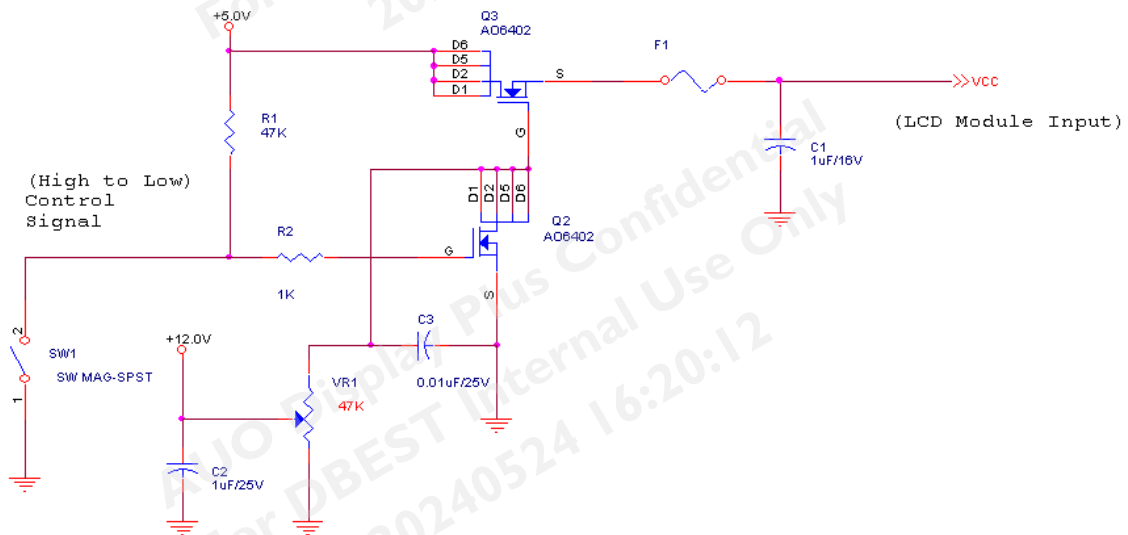 +5.0V
Q3
AO6402
D6
D5
D2
D1
S
G
F1
VCC
(LCD Module Input)
R1
47K
C1
1uF/16V
(High to Low)
Control
Signal
D1
D2
D5
D6
Q2
AO6402
R2
1K
G
S
2
SW1
SW MAG-SPST
1
+12.0V
C3
0.01uF/25V
VR1
47K
C2
1uF/25V
AUO Display Plus Confidential
For DBEST Internal Use Only
20240524 16:20:12